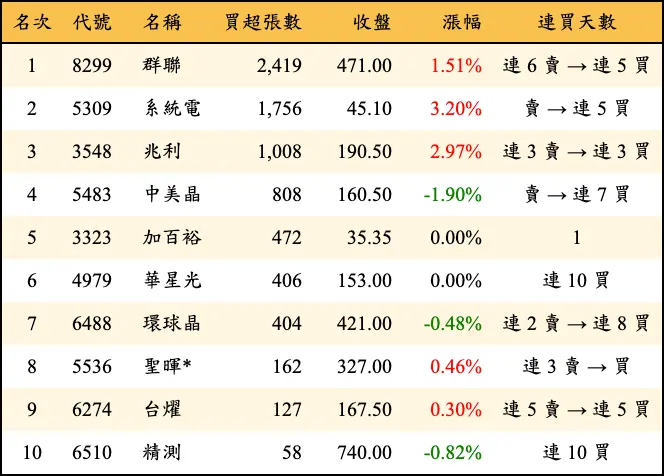 名次 代號 名稱 買超張數 收盤 漲幅 連買天數
1 8299 群聯 2,419 471.00 1.51% 連 6 賣 → 連 5 買
2 5309 系統電 1,756 45.10 3.20% 賣 → 連 5 買
3 3548 兆利 1,008 190.50 2.97% 連 3 賣 → 連 3 買
4 5483 中美晶 808 160.50 -1.90% 賣 → 連 7 買
5 3323 加百裕 472 35.35 0.00% 1
6 4979 華星光 406 153.00 0.00% 連 10 買
7 6488 環球晶 404 421.00 -0.48% 連 2 賣 → 連 8 買
8 5536 聖暉* 162 327.00 0.46% 連 3 賣 → 買
9 6274 台燿 127 167.50 0.30% 連 5 賣 → 連 5 買
10 6510 精測 58 740.00 -0.82% 連 10 買